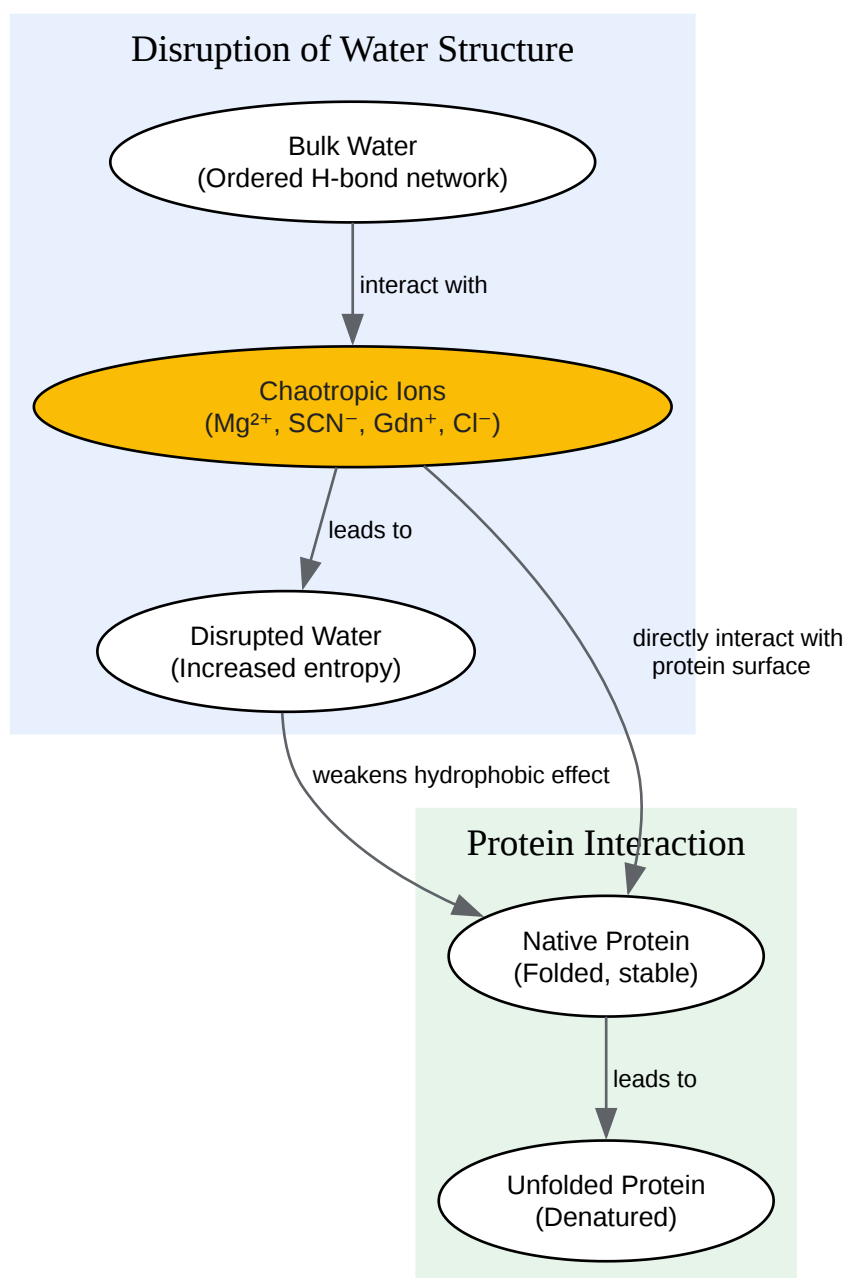 Disruption of Water Structure
Bulk Water
(Ordered H-bond network)
interact with
Chaotropic Ions
(Mg²⁺, SCN⁻, Gdn⁺, Cl⁻)
leads to
Disrupted Water
(Increased entropy)
directly interact with
protein surface
weakens hydrophobic effect
Protein Interaction
Native Protein
(Folded, stable)
leads to
Unfolded Protein
(Denatured)